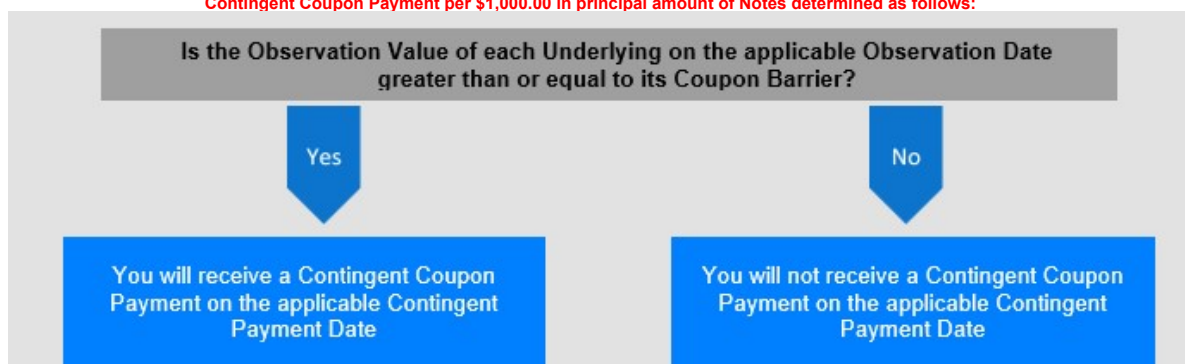 Contingent Coupon Payment per $1,000.00 in principal amount of Notes determined as follows:
Is the Observation Value of each Underlying on the applicable Observation Date
greater than or equal to its Coupon Barrier?
Yes
No
You will receive a Contingent Coupon
Payment on the applicable Contingent
Payment Date
You will not receive a Contingent Coupon
Payment on the applicable Contingent
Payment Date